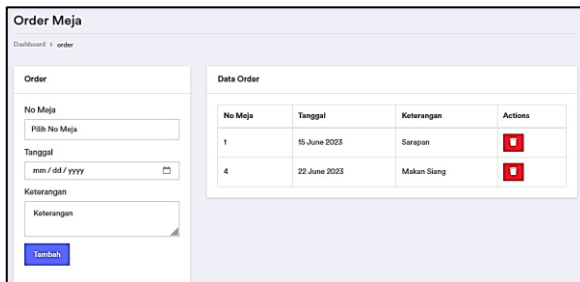 Order Meja
Dashboard > order
Order
No Meja
Pilih No Meja
Tanggal
mm / dd / yyyy
Keterangan
Keterangan
Tambah
Data Order
No Meja Tanggal Keterangan Actions
1 15 June 2023 Sarapan
4 22 June 2023 Makan Siang